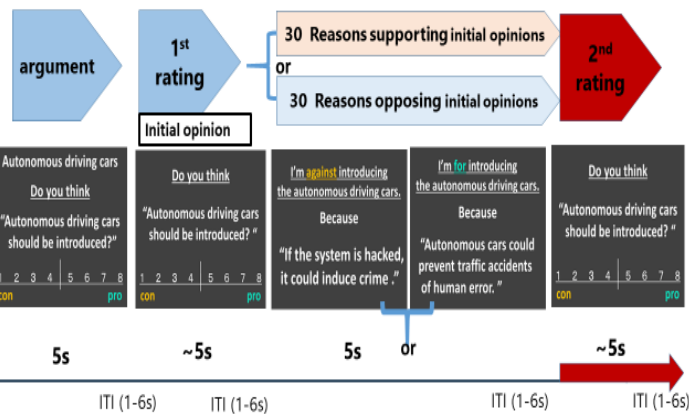 argument
1st
rating
Initial opinion
30 Reasons supporting initial opinions
or
30 Reasons opposing initial opinions
2nd
rating
Autonomous driving cars
Do you think
“Autonomous driving cars
should be introduced?”
1 2 3 4 5 6 7 8
con pro
Do you think
“Autonomous driving cars
should be introduced? “
1 2 3 4 5 6 7 8
con pro
I'm against introducing
the autonomous driving cars.
Because
“If the system is hacked,
it could induce crime .”
I'm for introducing
the autonomous driving cars.
Because
“Autonomous cars could
prevent traffic accidents
of human error. ”
Do you think
“Autonomous driving cars
should be introduced? “
1 2 3 4 5 6 7 8
con pro
5s
~5s
5s
or
~5s
ITI (1-6s)
ITI (1-6s)
ITI (1-6s)
ITI (1-6s)